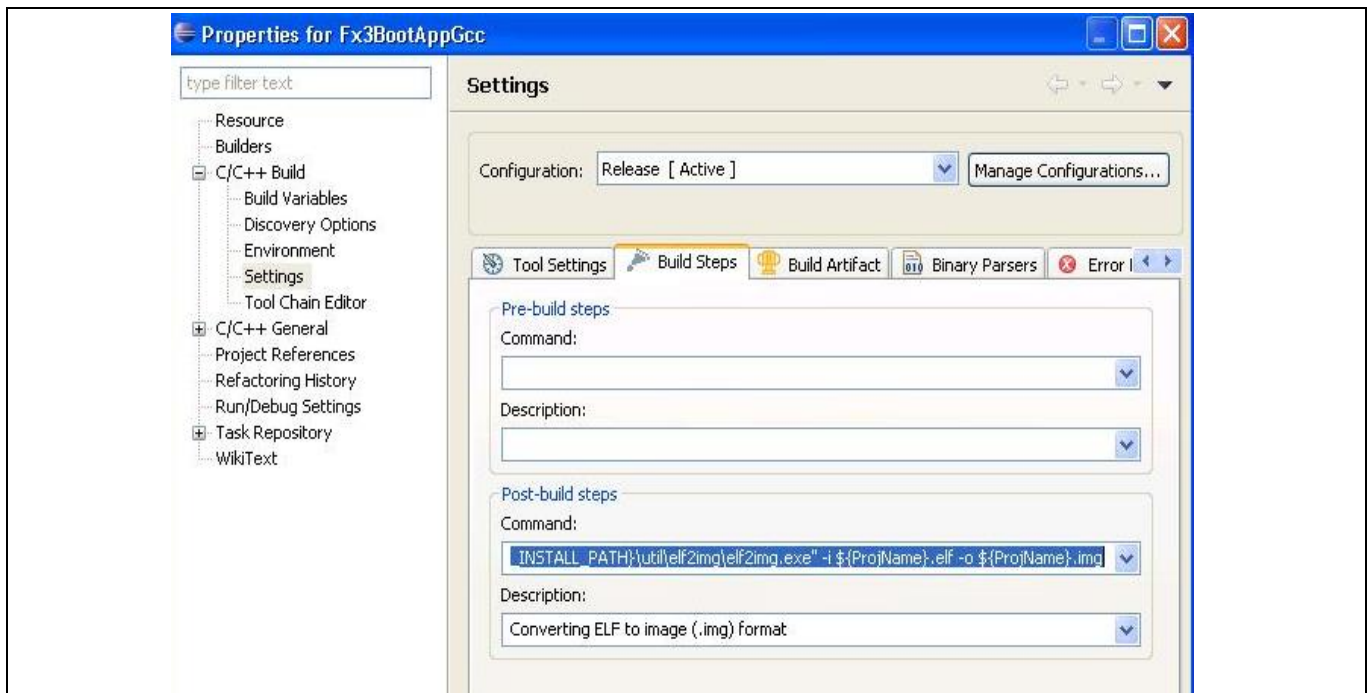 Properties for Fx3BootAppGcc
type filter text
Resource
Builders
C/C++ Build
Build Variables
Discovery Options
Environment
Settings
Tool Chain Editor
C/C++ General
Project References
Refactoring History
Run/Debug Settings
Task Repository
WikiText
Settings
Configuration: Release [ Active ] Manage Configurations...
Tool Settings Build Steps Build Artifact 010 Binary Parsers Error
Pre-build steps
Command:
Description:
Post-build steps
Command:
_INSTALL_PATH}\util\elf2img\elf2img.exe" -i ${ProjName}.elf -o ${ProjName}.img
Description:
Converting ELF to image (.img) format